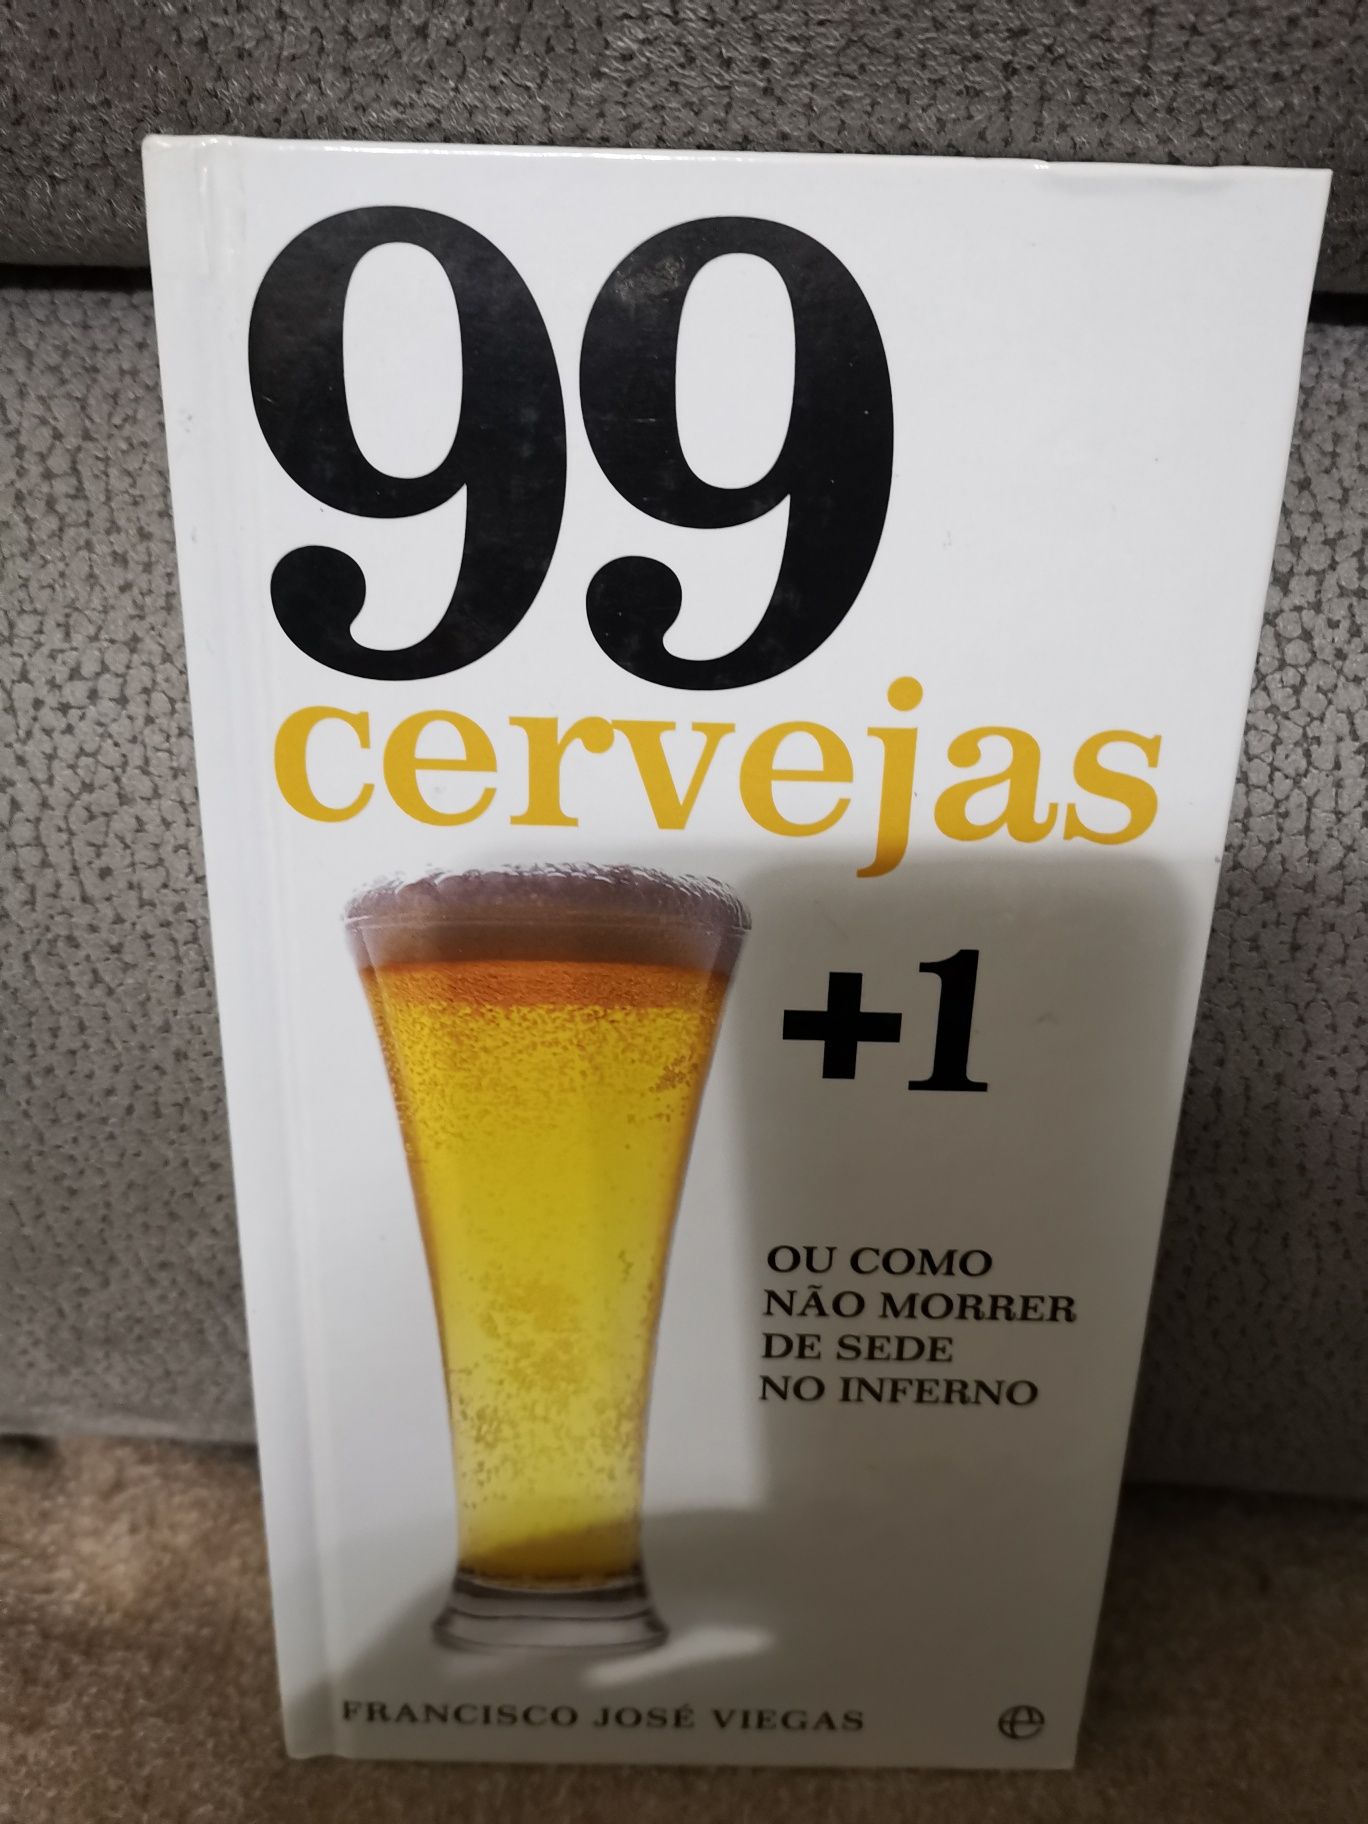 99
cervejas
+1
OU COMO
NÃO MORRER
DE SEDE
NO INFERNO
FRANCISCO JOSÉ VIEGAS